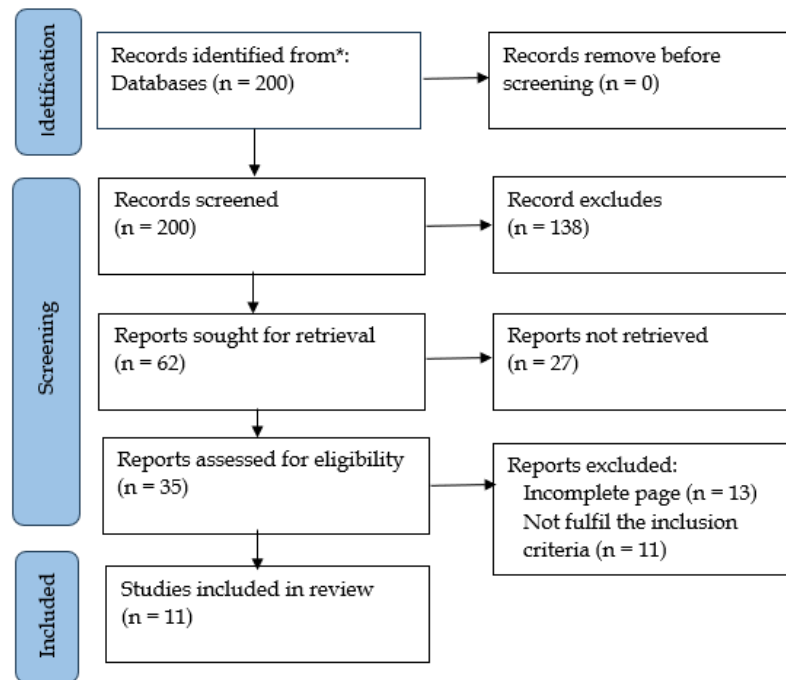 Idetification
Records identified from*:
Databases (n = 200)
Records remove before
screening (n = 0)
Screening
Records screened
(n = 200)
Record excludes
(n = 138)
Reports sought for retrieval
(n = 62)
Reports not retrieved
(n = 27)
Reports assessed for eligibility
(n = 35)
Reports excluded:
Incomplete page (n = 13)
Not fulfil the inclusion
criteria (n = 11)
Included
Studies included in review
(n = 11)